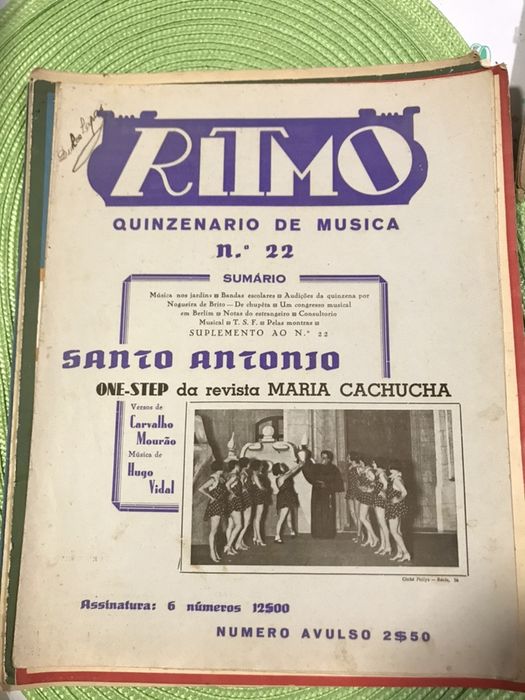 RITMO
QUINZENARIO DE MUSICA
N.º 22
SUMÁRIO
Música nos jardins ¤ Bandas escolares ¤ Audições da quinzena por
Nogueira de Brito — De chupêta ¤ Um congresso musical
em Berlim ¤ Notas do estrangeiro ¤ Consultorio
Musical ¤ T. S. F. ¤ Pelas montras ¤
SUPLEMENTO AO N.º 22
SANTO ANTONIO
ONE-STEP da revista MARIA CACHUCHA
Versos de
Carvalho
Mourão
Música de
Hugo
Vidal
Assinatura: 6 números 12$00
NUMERO AVULSO 2$50